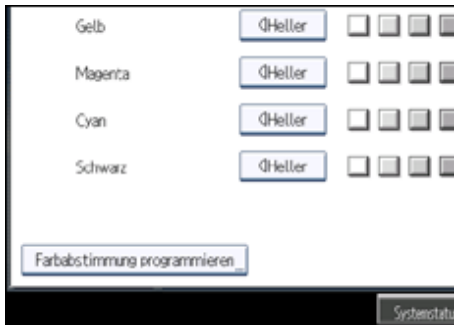 Gelb ◁Heller
Magenta ◁Heller
Cyan ◁Heller
Schwarz ◁Heller
Farbabstimmung programmieren